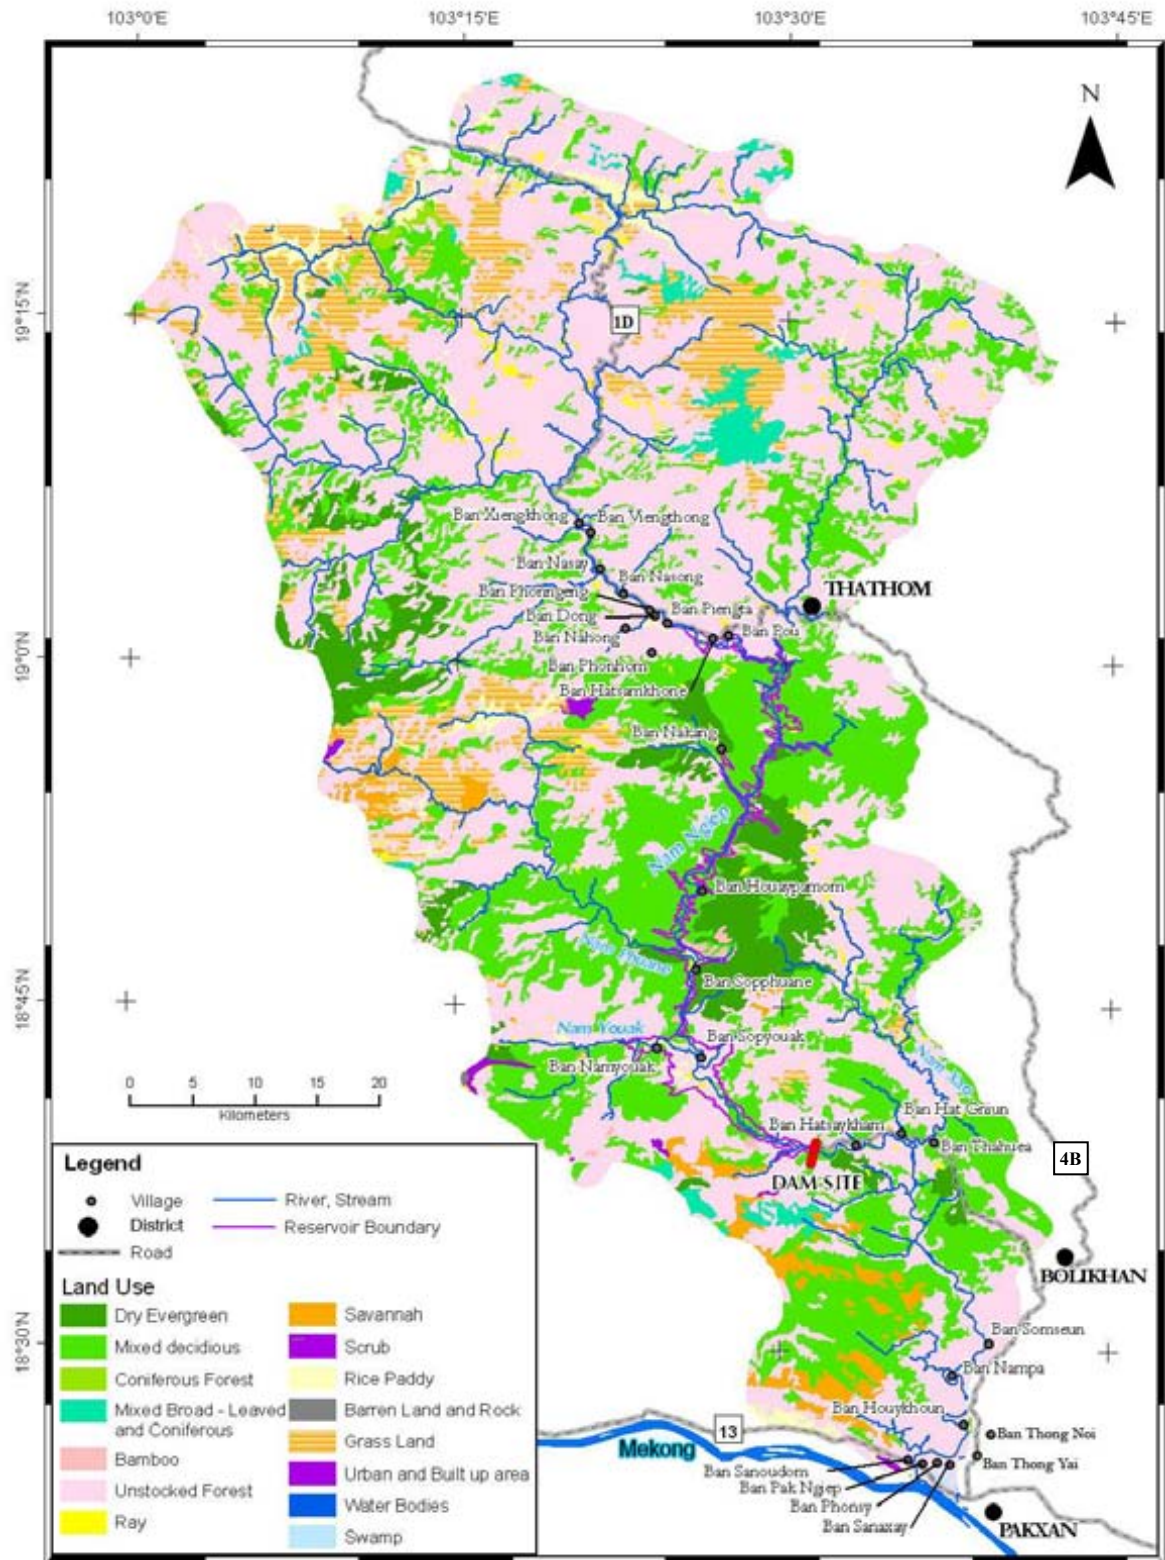 103°0'E
103°15'E
103°30'E
103°45'E
N
19°15'N
1D
Ban Xiengkhong
Ban Viengthong
Ban Nasay
Ban Nasong
Ban Phonngeng
THATHOM
Ban Piengta
Ban Dong
Ban Pou
Ban Nahong
19°0'N
Ban Phonhom
Ban Hatsamkhone
Ban Nakang
Nam Ngiep
Ban Houaypamom
Nam Phuane
Ban Sopphuane
18°45'N
Nam Youak
Ban Sopyouak
Ban Namyouak
0 5 10 15 20
Kilometers
Ban Hat Gniun
Ban Hatsaykham
Ban Thahuea
4B
DAM SITE
BOLIKHAN
18°30'N
Ban Somseun
Ban Nampa
Ban Houykhoun
Ban Thong Noi
13
Mekong
Ban Thong Yai
Ban Sanoudom
Ban Pak Ngiep
Ban Phonsy
Ban Sanaxay
PAKXAN
Legend
Village
River, Stream
District
Reservoir Boundary
Road
Land Use
Dry Evergreen
Mixed decidious
Coniferous Forest
Mixed Broad - Leaved
and Coniferous
Bamboo
Unstocked Forest
Ray
Savannah
Scrub
Rice Paddy
Barren Land and Rock
Grass Land
Urban and Built up area
Water Bodies
Swamp